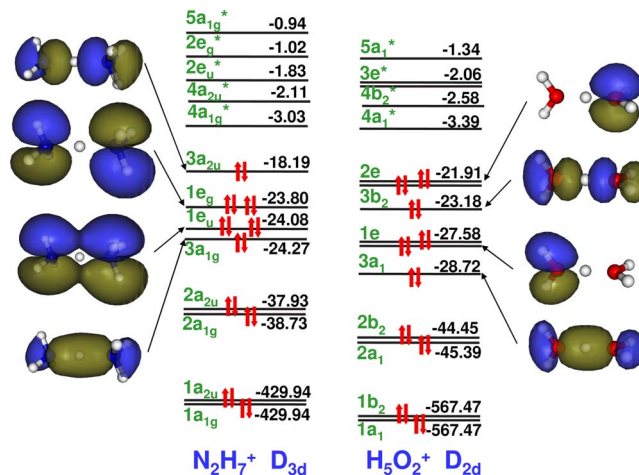 5a1g* -0.94
2eg* -1.02
2eu* -1.83
4a2u* -2.11
4a1g* -3.03
3a2u -18.19
1eg -23.80
1eu -24.08
3a1g -24.27
2a2u -37.93
2a1g -38.73
1a2u -429.94
1a1g -429.94
N2H7+ D3d
5a1* -1.34
3e* -2.06
4b2* -2.58
4a1* -3.39
2e -21.91
3b2 -23.18
1e -27.58
3a1 -28.72
2b2 -44.45
2a1 -45.39
1b2 -567.47
1a1 -567.47
H5O2+ D2d